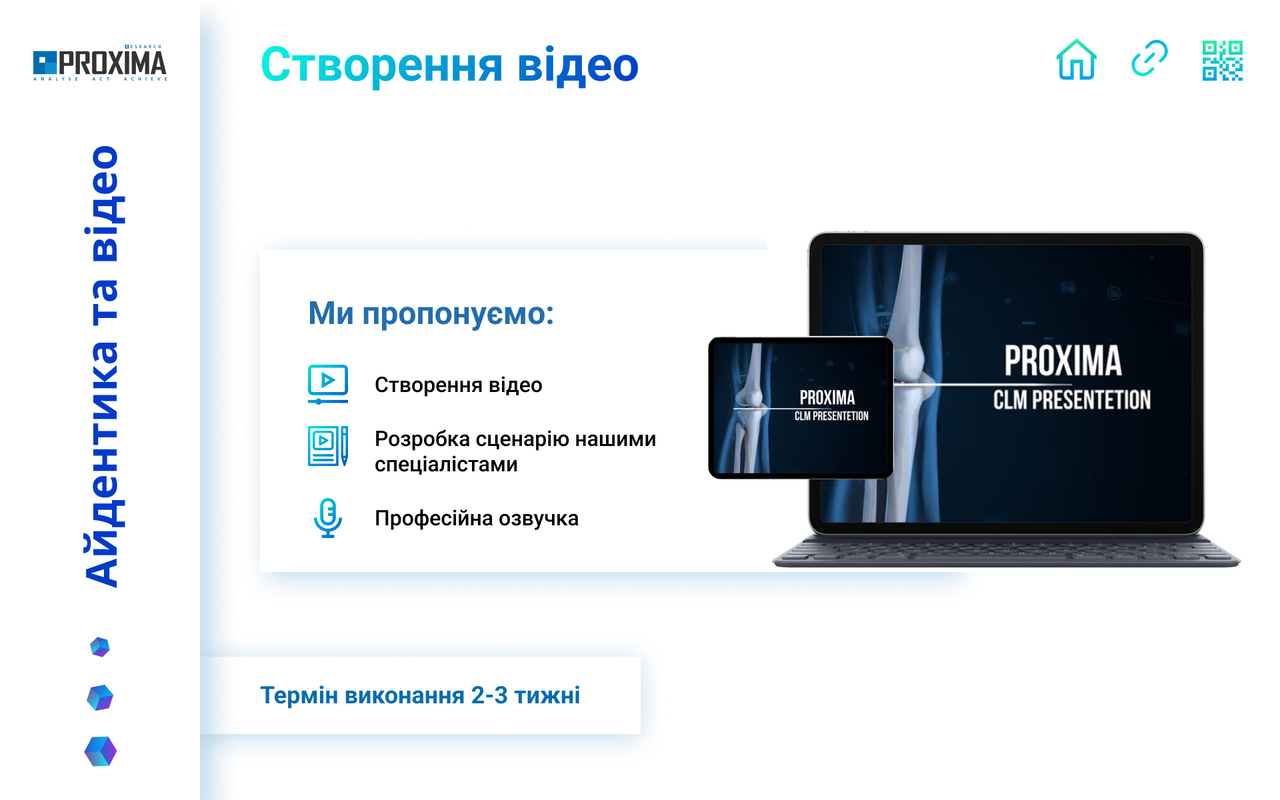 RESEARCH
PROXIMA
ANALYSE ACT ACHIEVE
Айдентика та відео
Створення відео
Ми пропонуємо:
Створення відео
Розробка сценарію нашими
спеціалістами
Професійна озвучка
PROXIMA
CLM PRESENTETION
PROXIMA
CLM PRESENTETION
Термін виконання 2-3 тижні